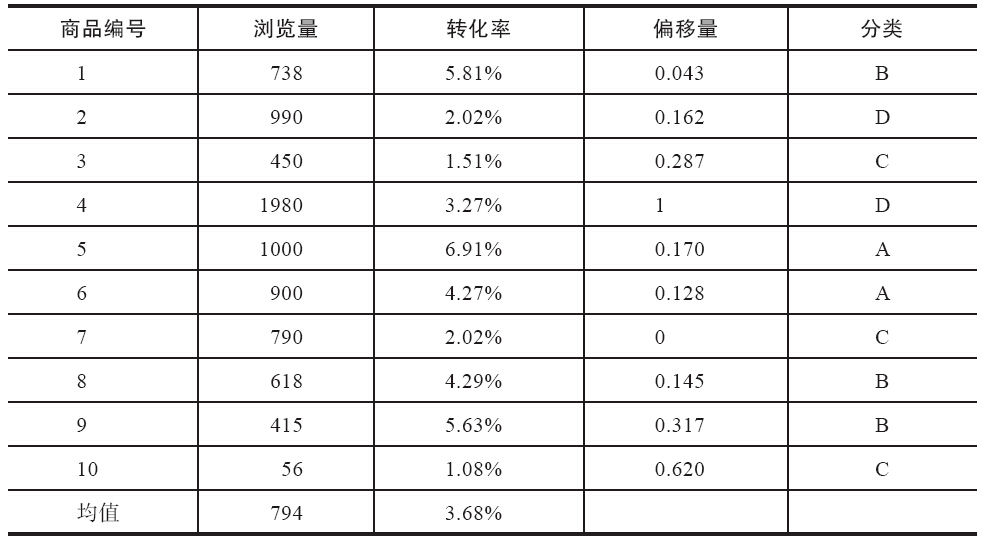 商品编号 浏览量 转化率 偏移量 分类
1 738 5.81% 0.043 B
2 990 2.02% 0.162 D
3 450 1.51% 0.287 C
4 1980 3.27% 1 D
5 1000 6.91% 0.170 A
6 900 4.27% 0.128 A
7 790 2.02% 0 C
8 618 4.29% 0.145 B
9 415 5.63% 0.317 B
10 56 1.08% 0.620 C
均值 794 3.68%